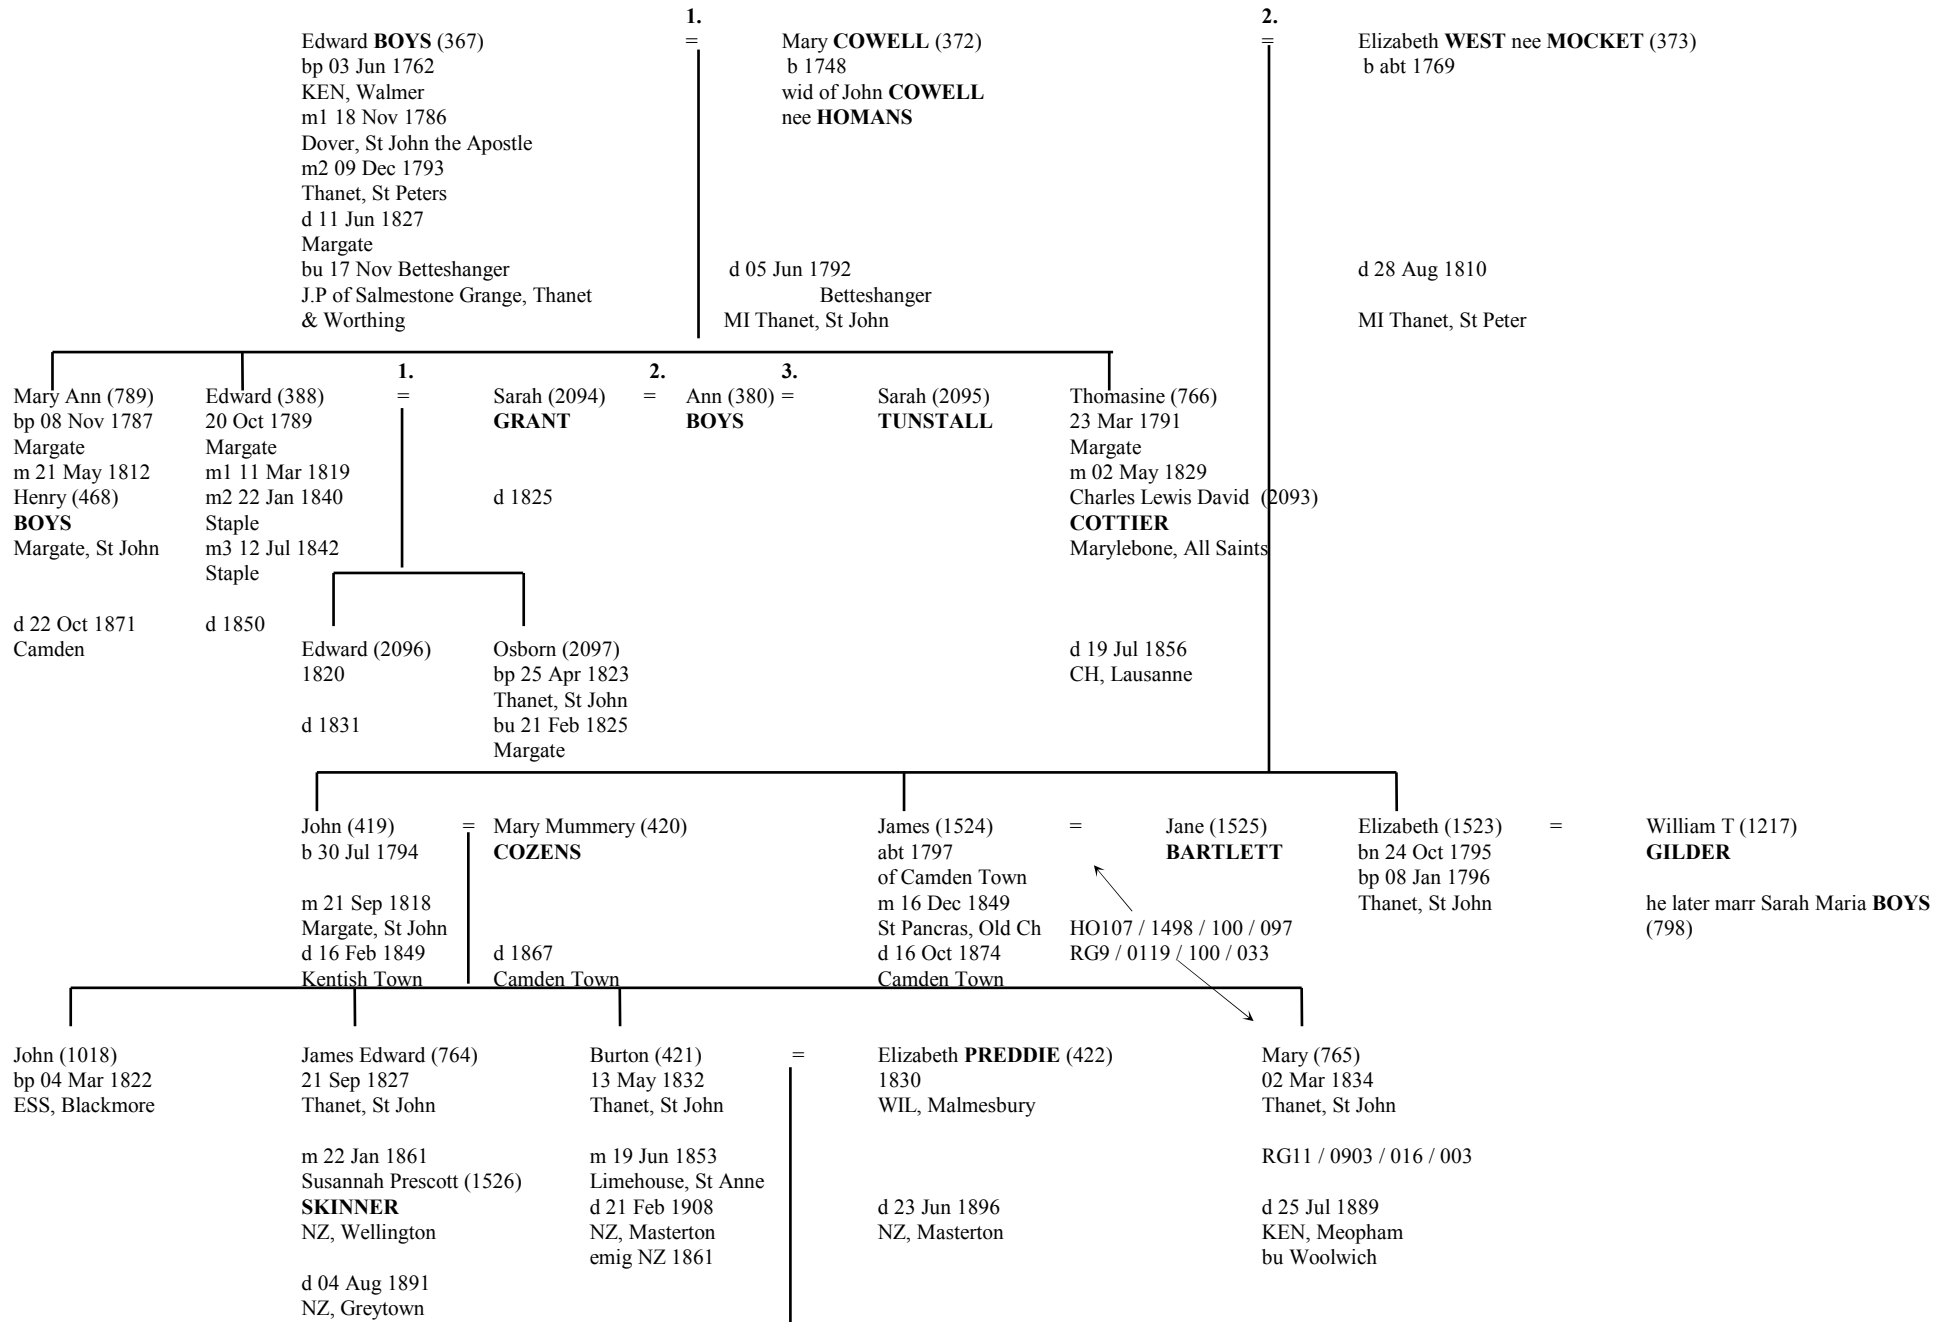 1.
2.
Edward BOYS (367)
bp 03 Jun 1762
KEN, Walmer
m1 18 Nov 1786
Dover, St John the Apostle
m2 09 Dec 1793
Thanet, St Peters
d 11 Jun 1827
Margate
bu 17 Nov Betteshanger
J.P of Salmestone Grange, Thanet
& Worthing
=
Mary COWELL (372)
b 1748
wid of John COWELL
nee HOMANS
d 05 Jun 1792
Betteshanger
MI Thanet, St John
=
Elizabeth WEST nee MOCKET (373)
b abt 1769
d 28 Aug 1810
MI Thanet, St Peter
Mary Ann (789)
bp 08 Nov 1787
Margate
m 21 May 1812
Henry (468)
BOYS
Margate, St John
d 22 Oct 1871
Camden
Edward (388)
20 Oct 1789
Margate
m1 11 Mar 1819
m2 22 Jan 1840
Staple
m3 12 Jul 1842
Staple
d 1850
1.
=
Sarah (2094)
GRANT
d 1825
2.
=
Ann (380) =
BOYS
3.
Sarah (2095)
TUNSTALL
Thomasine (766)
23 Mar 1791
Margate
m 02 May 1829
Charles Lewis David (2093)
COTTIER
Marylebone, All Saints
d 19 Jul 1856
CH, Lausanne
Edward (2096)
1820
d 1831
Osborn (2097)
bp 25 Apr 1823
Thanet, St John
bu 21 Feb 1825
Margate
John (419)
b 30 Jul 1794
m 21 Sep 1818
Margate, St John
d 16 Feb 1849
Kentish Town
=
Mary Mummery (420)
COZENS
d 1867
Camden Town
James (1524)
abt 1797
of Camden Town
m 16 Dec 1849
St Pancras, Old Ch
d 16 Oct 1874
Camden Town
=
HO107 / 1498 / 100 / 097
RG9 / 0119 / 100 / 033
Jane (1525)
BARTLETT
Elizabeth (1523)
bn 24 Oct 1795
bp 08 Jan 1796
Thanet, St John
=
William T (1217)
GILDER
he later marr Sarah Maria BOYS
(798)
John (1018)
bp 04 Mar 1822
ESS, Blackmore
James Edward (764)
21 Sep 1827
Thanet, St John
m 22 Jan 1861
Susannah Prescott (1526)
SKINNER
NZ, Wellington
d 04 Aug 1891
NZ, Greytown
Burton (421)
13 May 1832
Thanet, St John
m 19 Jun 1853
Limehouse, St Anne
d 21 Feb 1908
NZ, Masterton
emig NZ 1861
=
Elizabeth PREDDIE (422)
1830
WIL, Malmesbury
d 23 Jun 1896
NZ, Masterton
Mary (765)
02 Mar 1834
Thanet, St John
RG11 / 0903 / 016 / 003
d 25 Jul 1889
KEN, Meopham
bu Woolwich